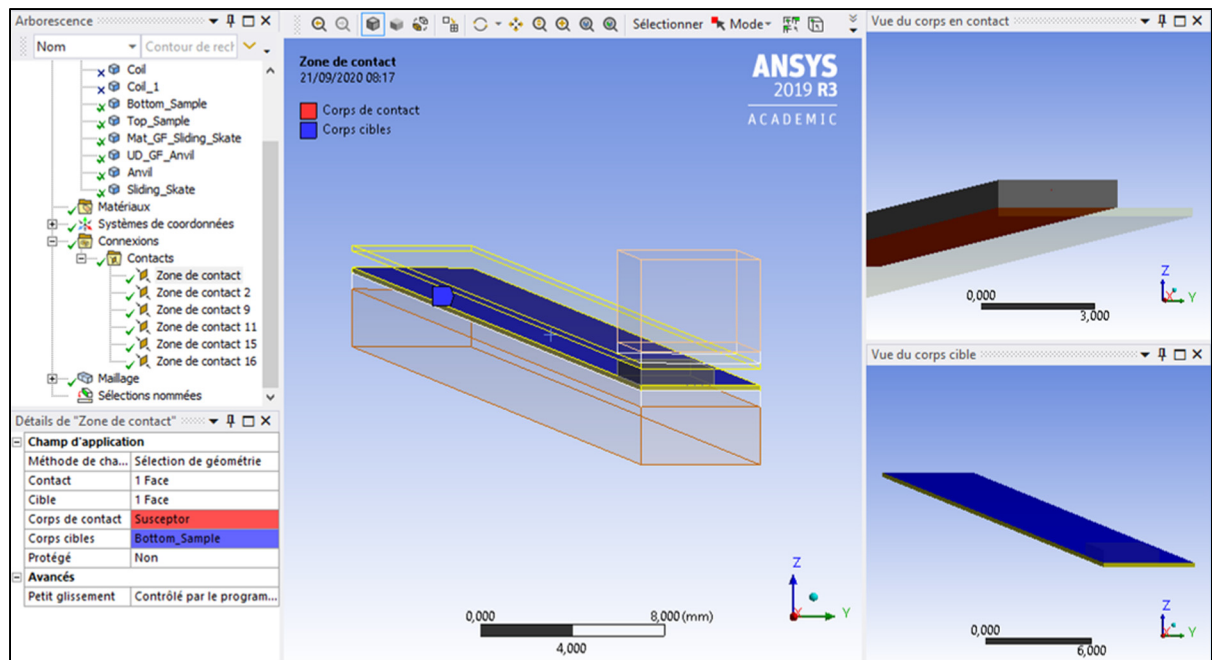 Arborescence
Nom
Contour de rech
Coil
Coil_1
Bottom_Sample
Top_Sample
Mat_GF_Sliding_Skate
UD_GF_Anvil
Anvil
Sliding_Skate
Matériaux
Systèmes de coordonnées
Connexions
Contacts
Zone de contact
Zone de contact 2
Zone de contact 9
Zone de contact 11
Zone de contact 15
Zone de contact 16
Maillage
Sélections nommées
Détails de "Zone de contact"
Champ d'application
Méthode de cha... Sélection de géométrie
Contact 1 Face
Cible 1 Face
Corps de contact Susceptor
Corps cibles Bottom_Sample
Protégé Non
Avancés
Petit glissement Contrôlé par le program...
Sélectionner Mode
Zone de contact
21/09/2020 08:17
Corps de contact
Corps cibles
ANSYS
2019 R3
ACADEMIC
Z
Y
X
0,000 8,000 (mm)
4,000
Vue du corps en contact
Z
Y
X
0,000
3,000
Vue du corps cible
Z
Y
X
0,000
6,000